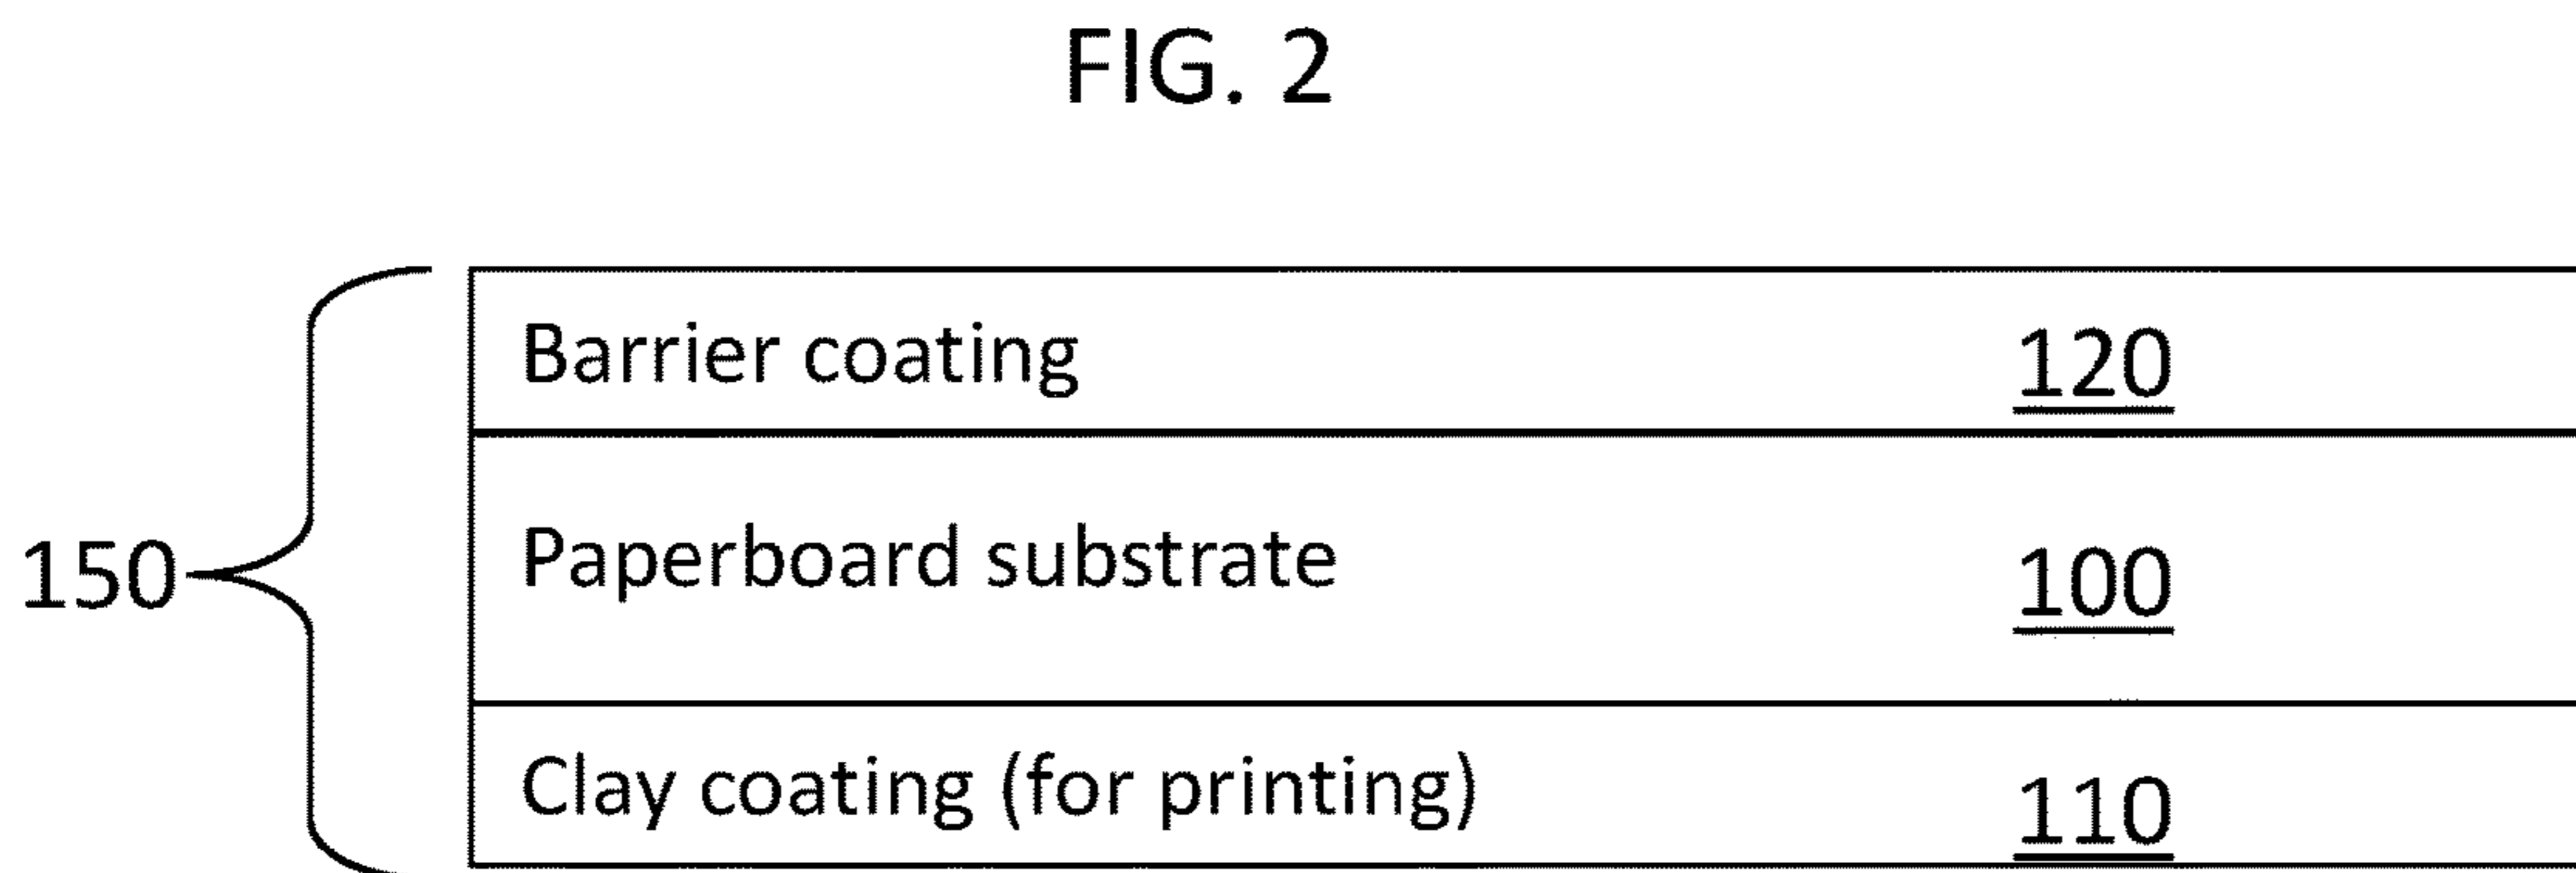 FIG. 2
Barrier coating 120
150 Paperboard substrate 100
Clay coating (for printing) 110